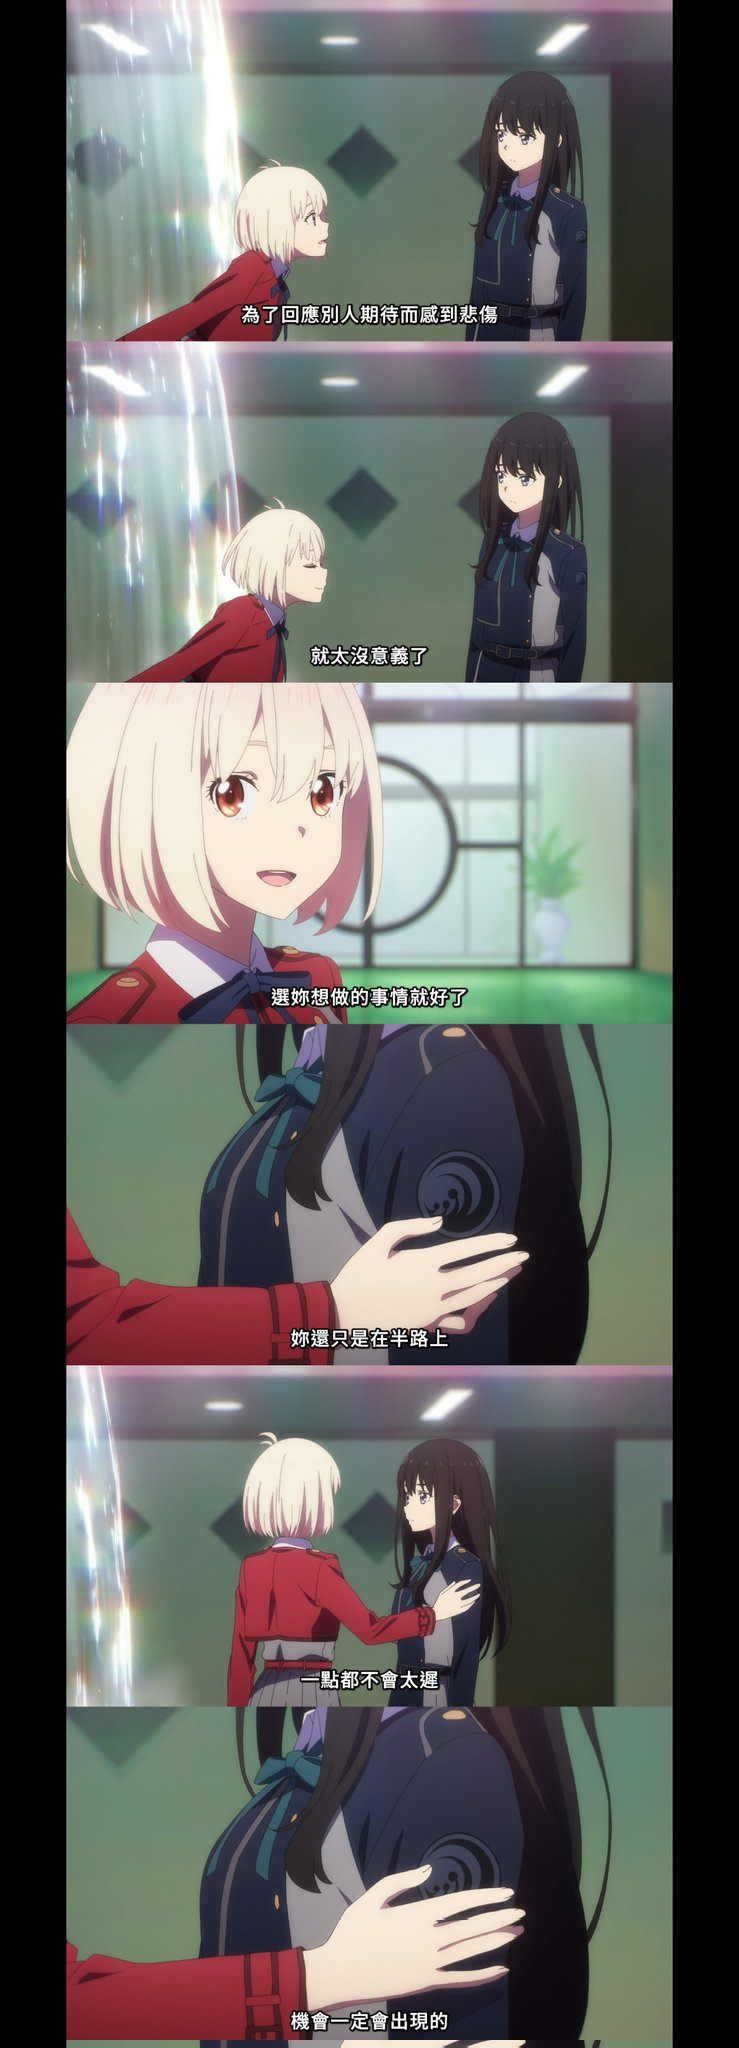 為了回應別人期待而感到悲傷
就太沒意義了
選妳想做的事情就好了
妳還只是在半路上
一點都不會太遲
機會一定會出現的